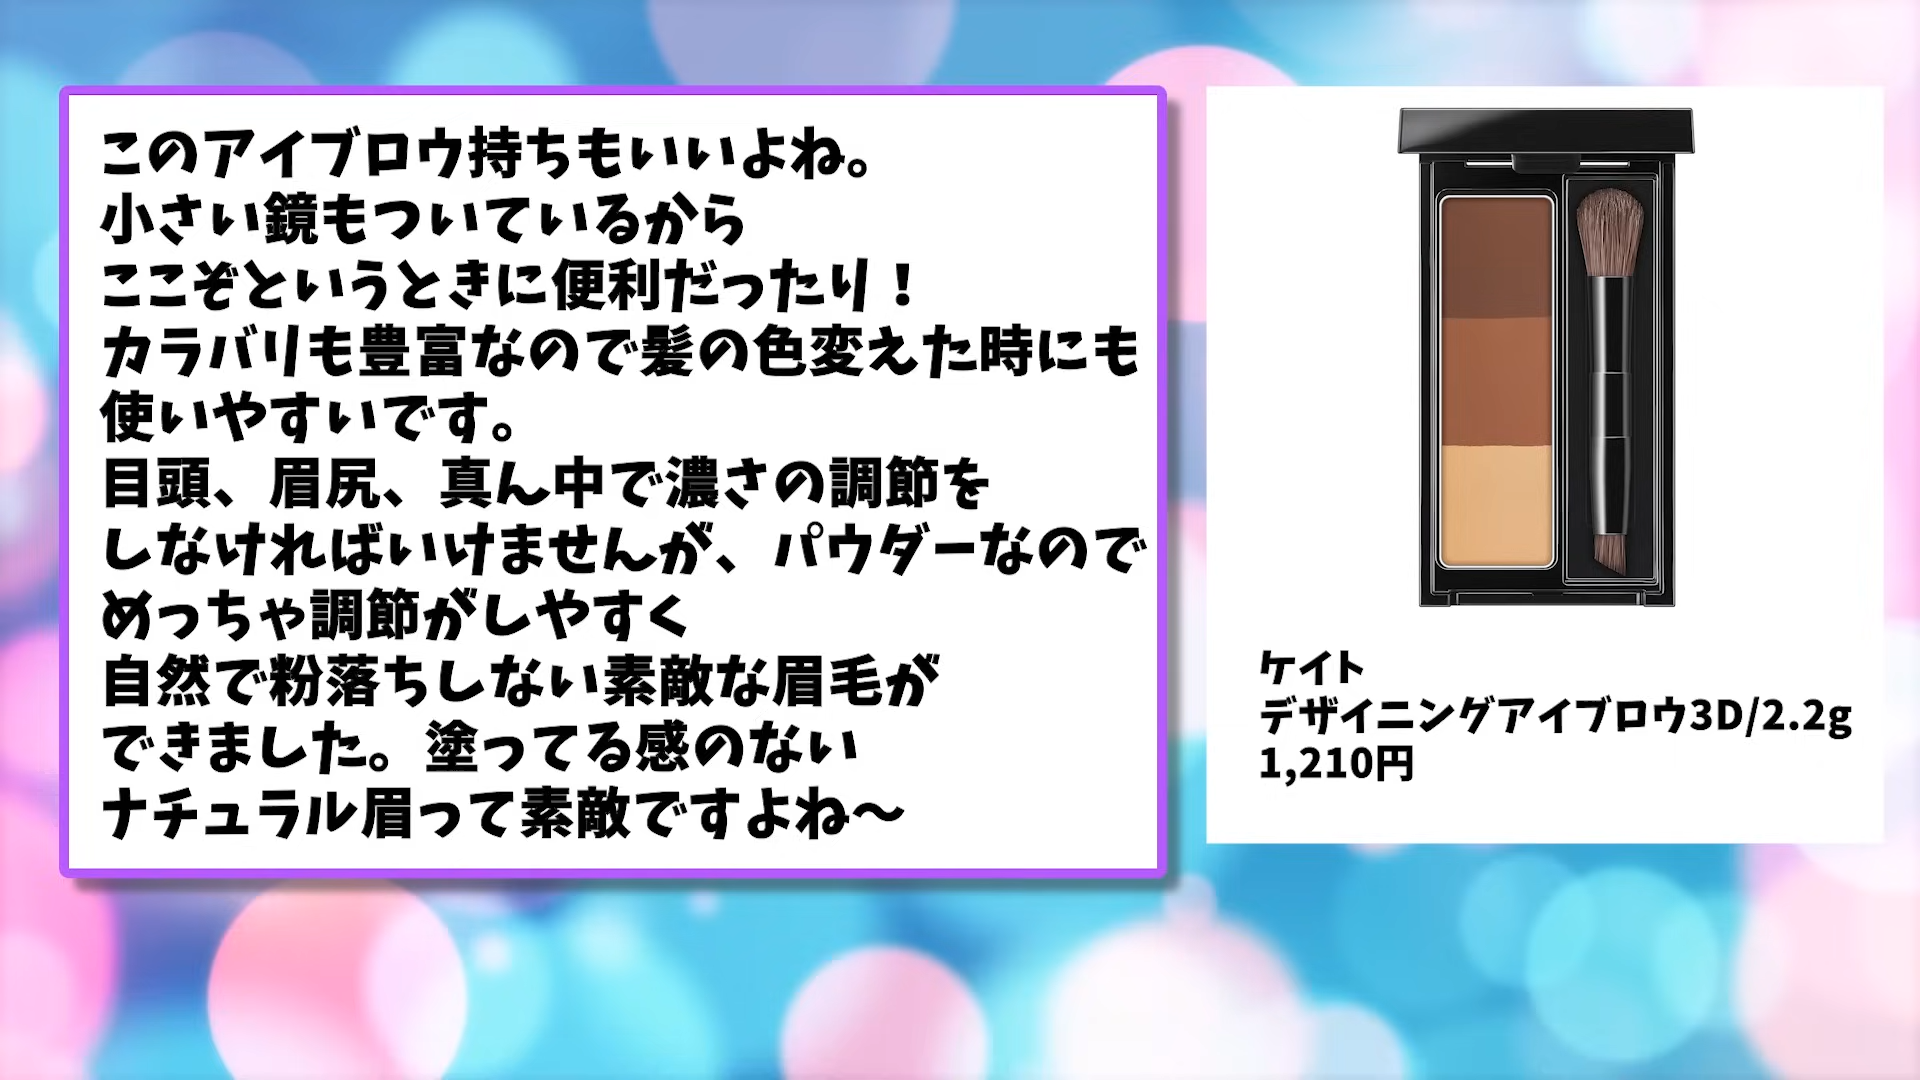 このアイブロウ持ちもいいよね。
小さい鏡もついているから
ここぞというときに便利だったり！
カラバリも豊富なので髪の色変えた時にも
使いやすいです。
目頭、眉尻、真ん中で濃さの調節を
しなければいけませんが、パウダーなので
めっちゃ調節がしやすく
自然で粉落ちしない素敵な眉毛が
できました。塗ってる感のない
ナチュラル眉って素敵ですよね～
ケイト
デザイニングアイブロウ3D/2.2g
1,210円